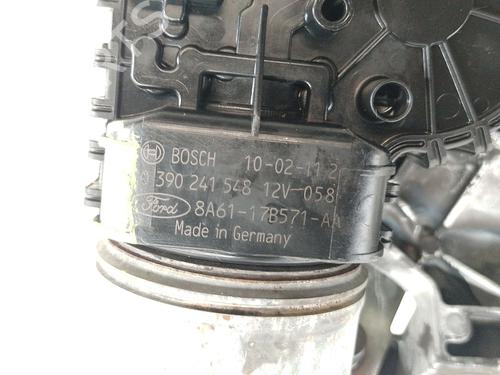 BOSCH 10-02-11 2
390 241 548 12V 058
Ford 8A61-17B571-AA
Made in Germany